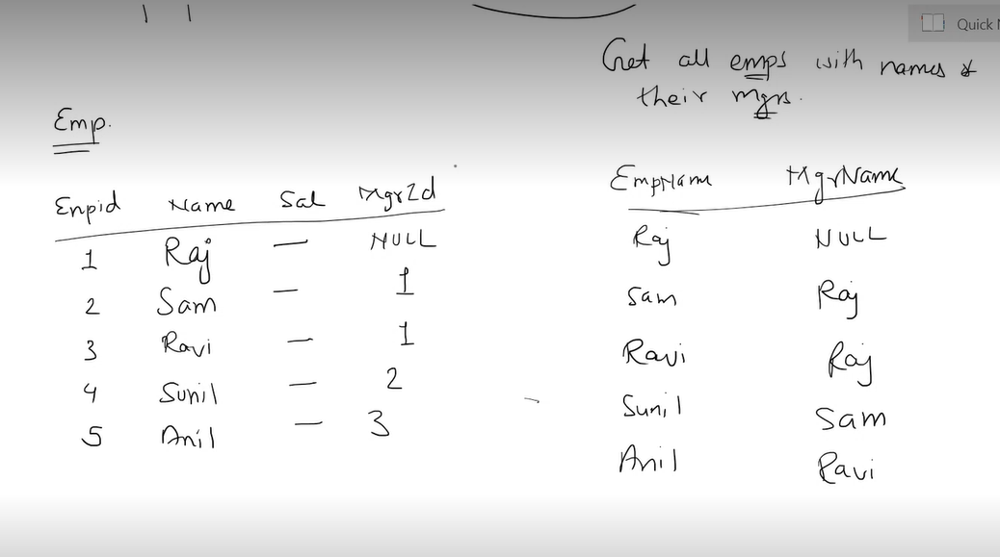 Quick
Get all emps with names &
their mgrs.
Emp.
Empid Name Sal MgrId
1 Raj — NULL
2 Sam — 1
3 Ravi — 1
4 Sunil — 2
5 Anil — 3
EmpName MgrName
Raj NULL
Sam Raj
Ravi Raj
Sunil Sam
Anil Ravi